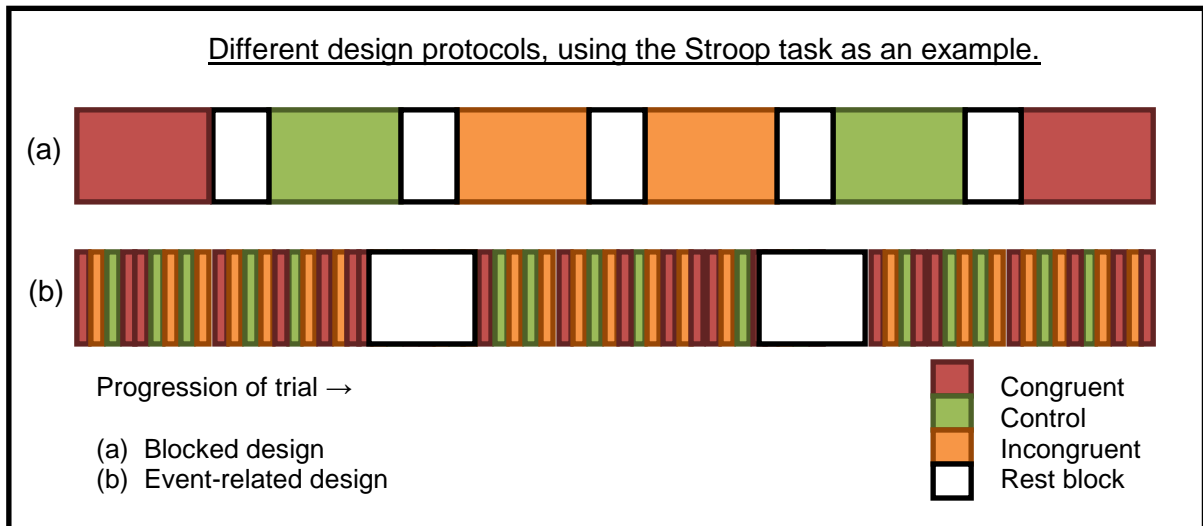 Different design protocols, using the Stroop task as an example.
(a)
(b)
Progression of trial →
(a) Blocked design
(b) Event-related design
Congruent
Control
Incongruent
Rest block